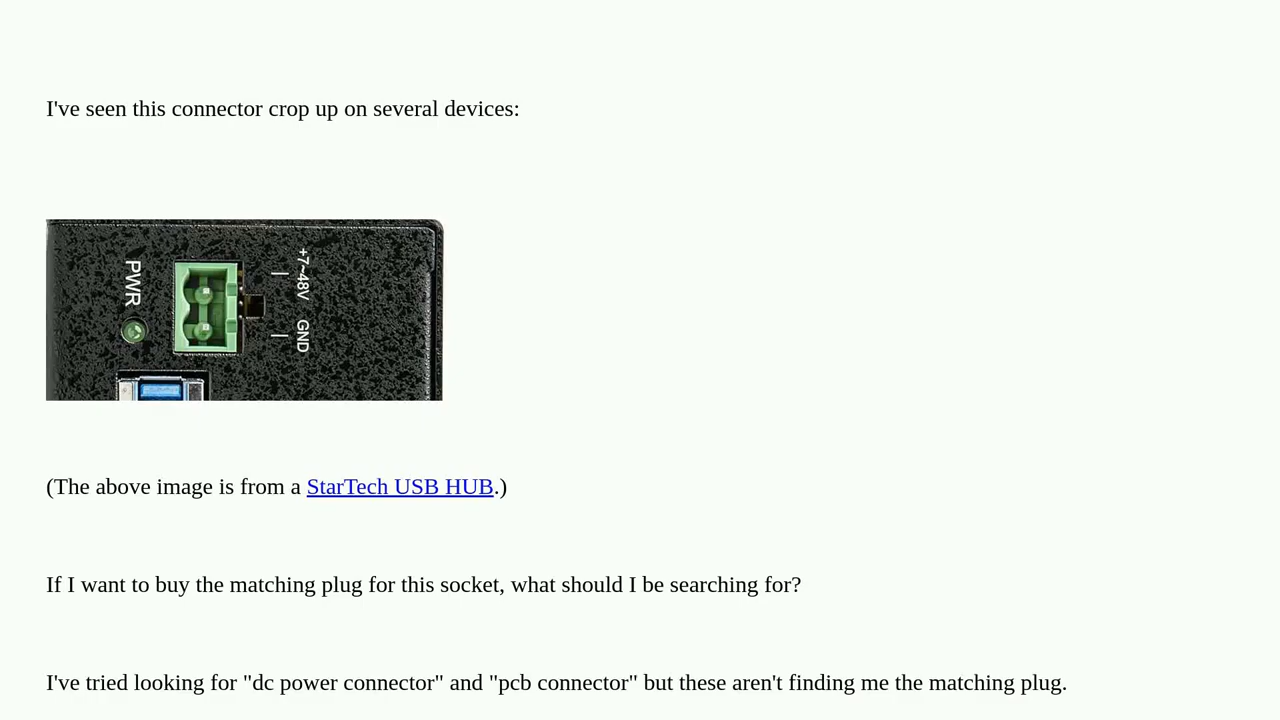 I've seen this connector crop up on several devices:
PWR
+7~48V
GND
(The above image is from a StarTech USB HUB.)
If I want to buy the matching plug for this socket, what should I be searching for?
I've tried looking for "dc power connector" and "pcb connector" but these aren't finding me the matching plug.